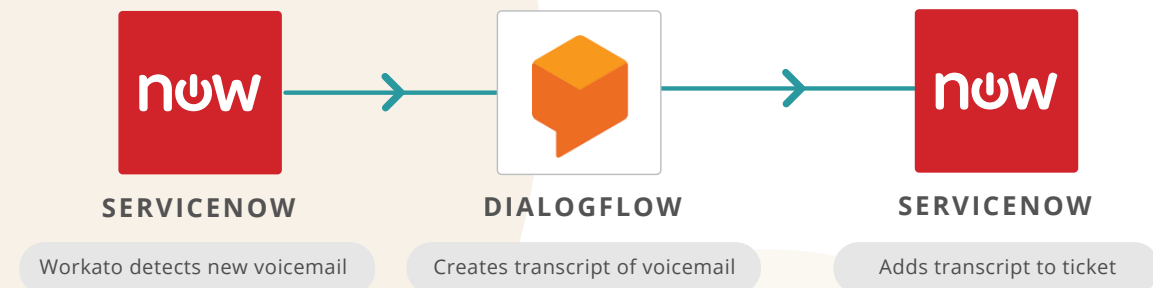 now
now
SERVICENOW
DIALOGFLOW
SERVICENOW
Workato detects new voicemail
Creates transcript of voicemail
Adds transcript to ticket